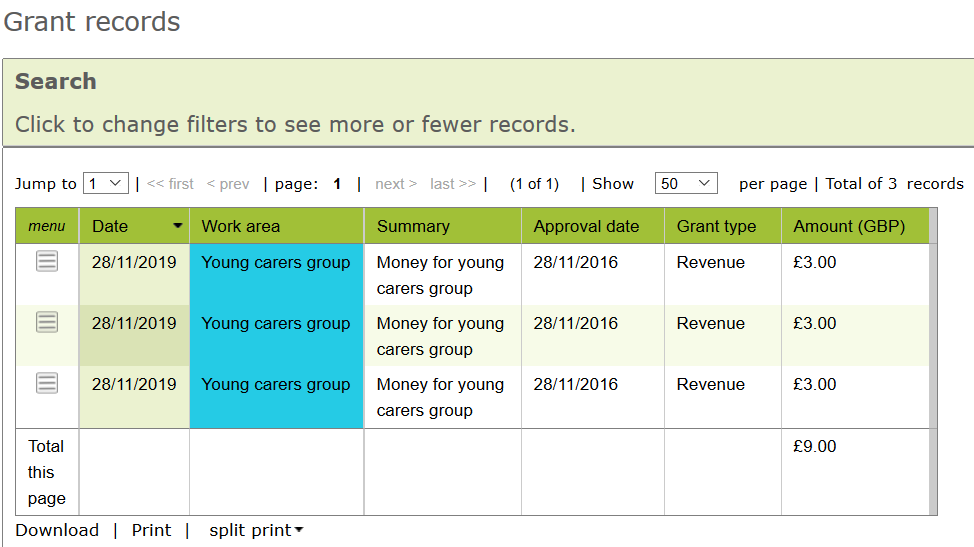 Grant records
Search
Click to change filters to see more or fewer records.
Jump to 1 | << first < prev | page: 1 | next > last >> | (1 of 1) | Show 50 per page | Total of 3 records
menu Date Work area Summary Approval date Grant type Amount (GBP)
28/11/2019 Young carers group Money for young 28/11/2016 Revenue £3.00
carers group
28/11/2019 Young carers group Money for young 28/11/2016 Revenue £3.00
carers group
28/11/2019 Young carers group Money for young 28/11/2016 Revenue £3.00
carers group
Total £9.00
this
page
Download | Print | split print